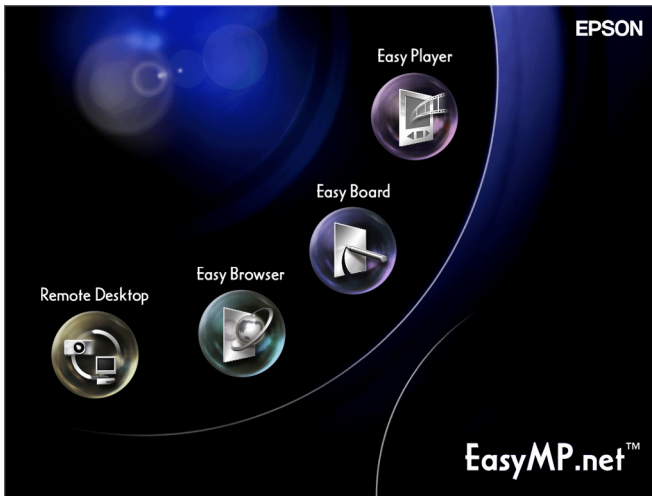 EPSON
Easy Player
Easy Board
Easy Browser
Remote Desktop
EasyMP.net™